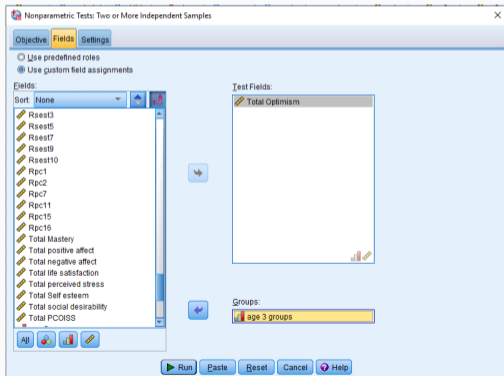 Nonparametric Tests: Two or More Independent Samples
Objective Fields Settings
Use predefined roles
Use custom field assignments
Fields:
Sort: None
Rsest3
Rsest5
Rsest7
Rsest9
Rsest10
Rpc1
Rpc2
Rpc7
Rpc11
Rpc15
Rpc16
Total Mastery
Total positive affect
Total negative affect
Total life satisfaction
Total perceived stress
Total Self esteem
Total social desirability
Total PCOISS
All
Test Fields:
Total Optimism
Groups:
age 3 groups
Run Paste Reset Cancel Help